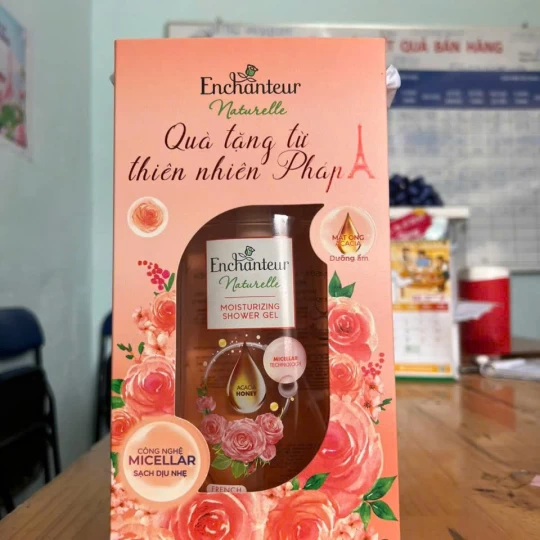 QUẢ BÁN HÀNG
Enchanteur
Naturelle
Quà tặng từ
thiên nhiên Pháp
MẬT ONG
ACACIA
Dưỡng ẩm
Enchanteur
Naturelle
MOISTURIZING
SHOWER GEL
MICELLAR
TECHNOLOGY
ACACIA
HONEY
CÔNG NGHỆ
MICELLAR
SẠCH DỊU NHẸ
FRENCH